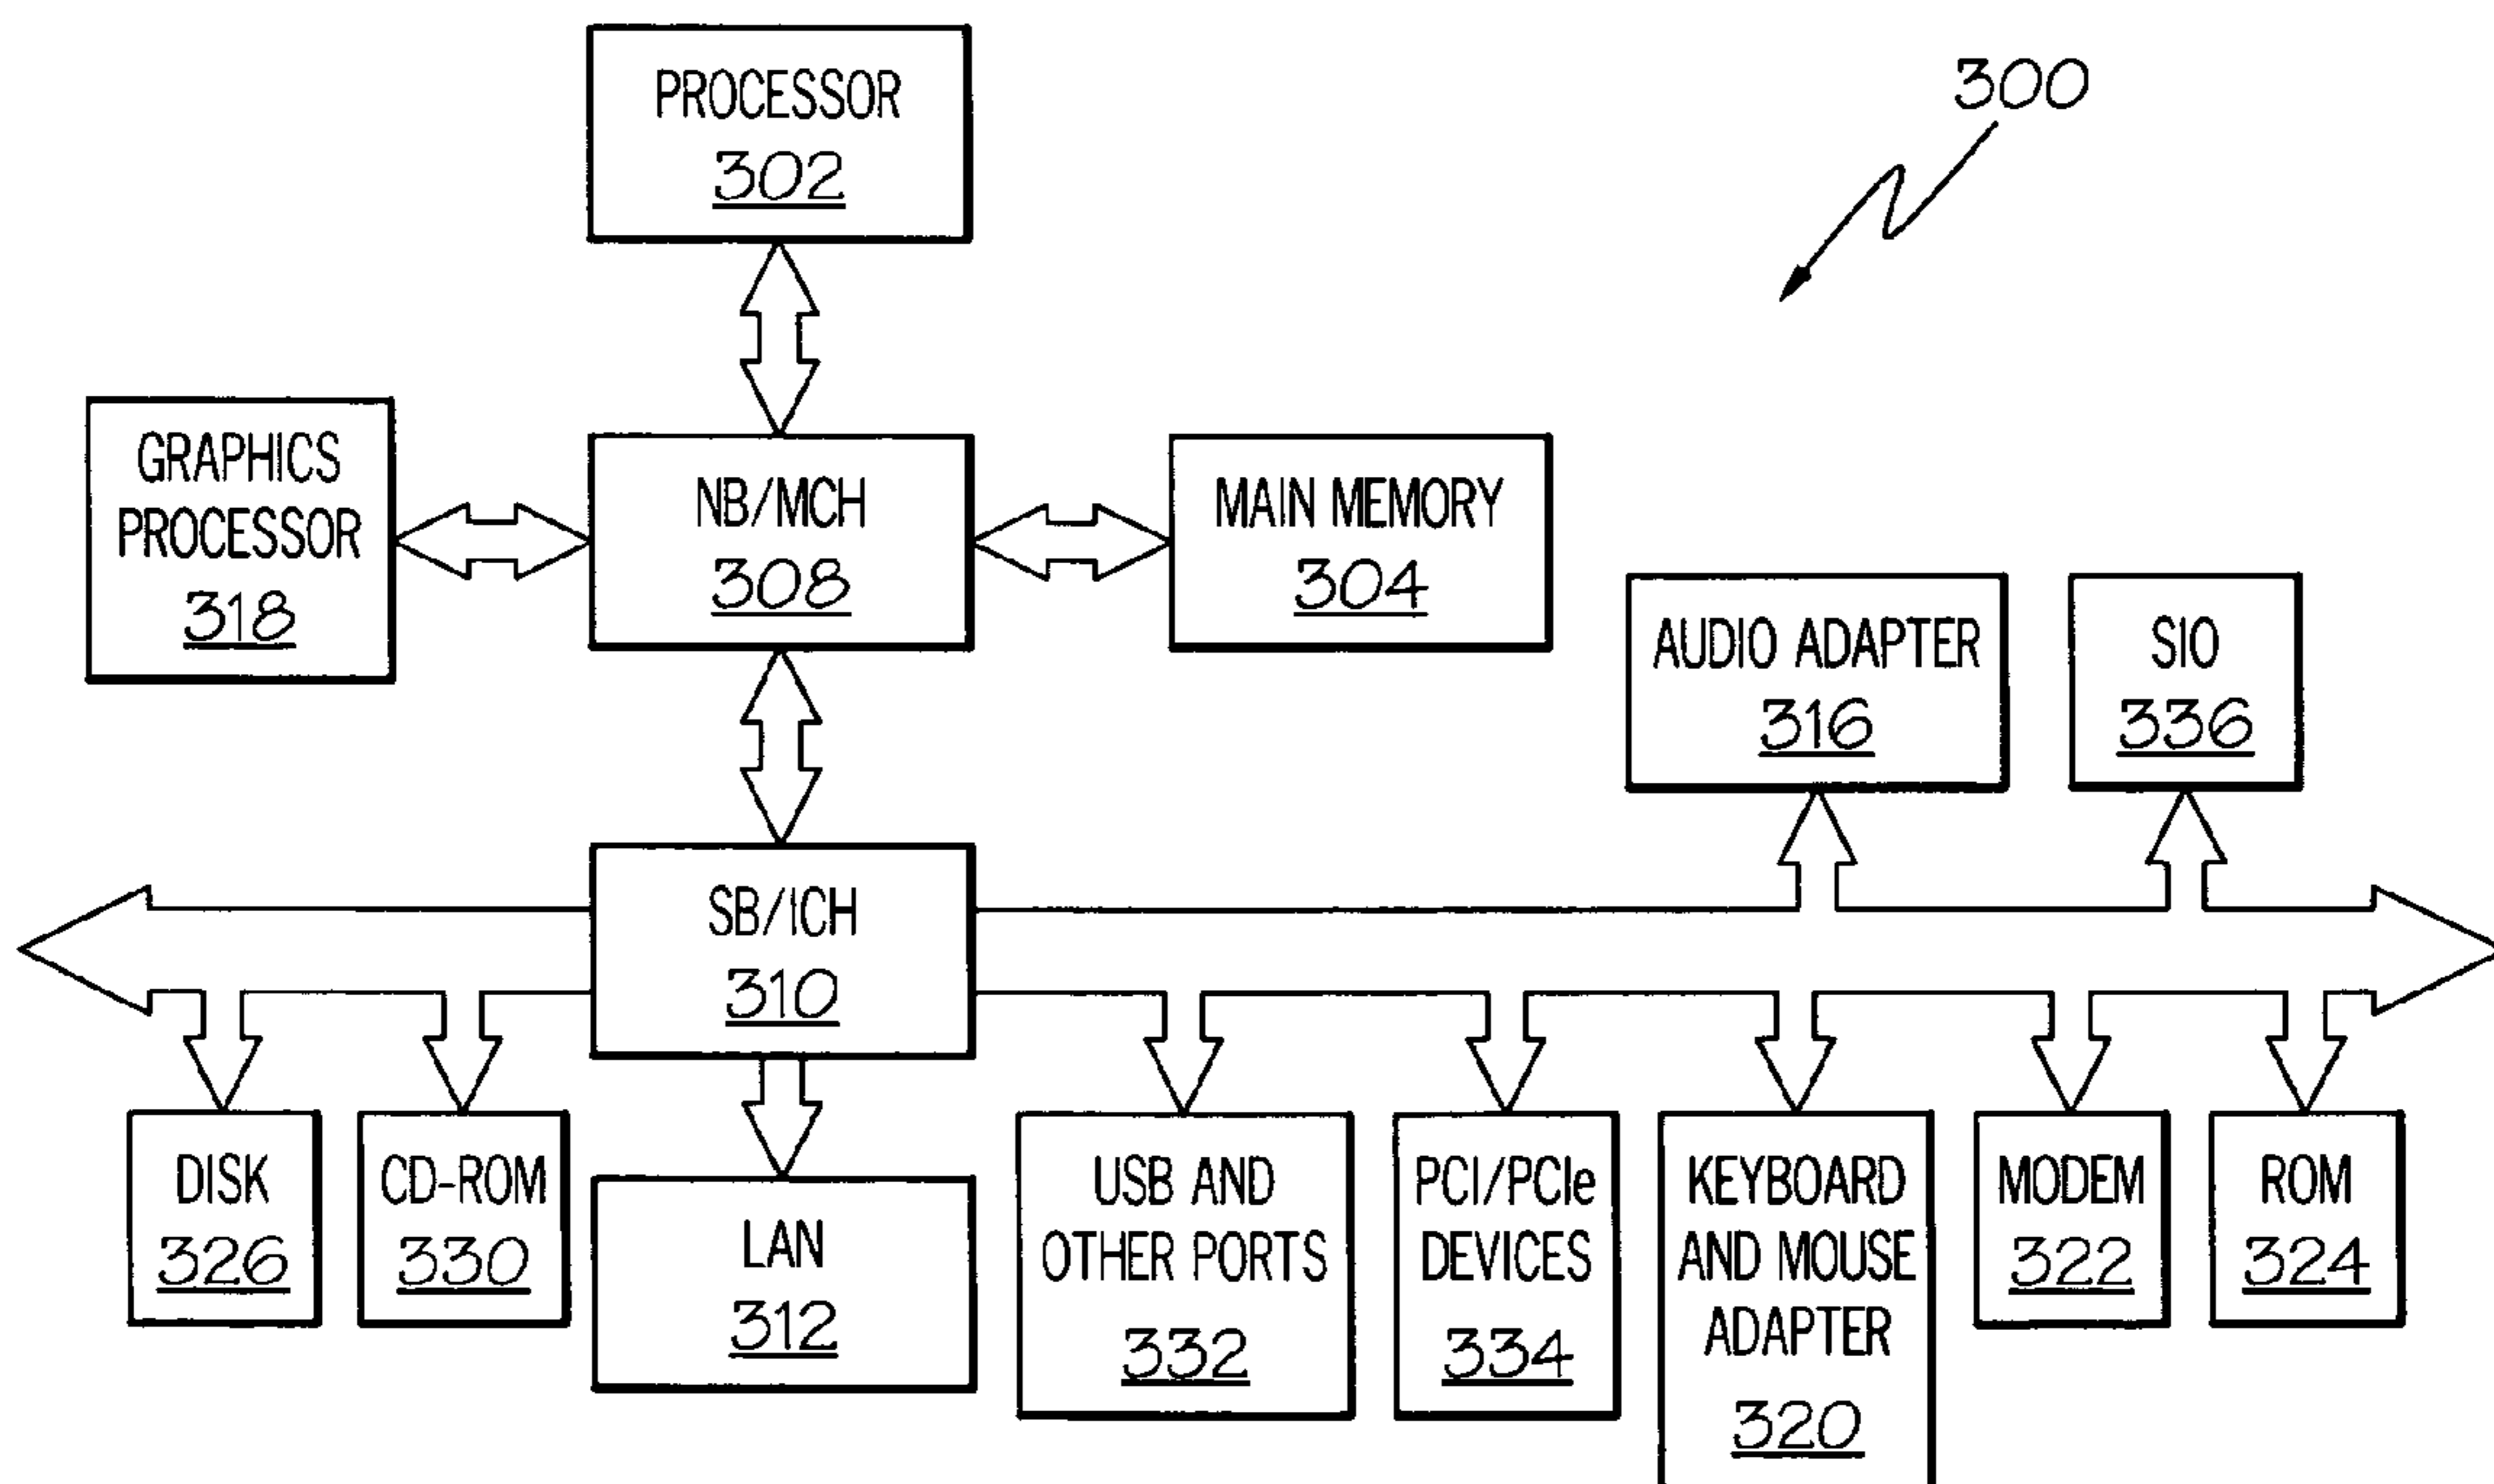 PROCESSOR
302
300
GRAPHICS
PROCESSOR
318
NB/MCH
308
MAIN MEMORY
304
AUDIO ADAPTER
316
SIO
336
SB/ICH
310
DISK
326
CD-ROM
330
LAN
312
USB AND
OTHER PORTS
332
PCI/PCIe
DEVICES
334
KEYBOARD
AND MOUSE
ADAPTER
320
MODEM
322
ROM
324